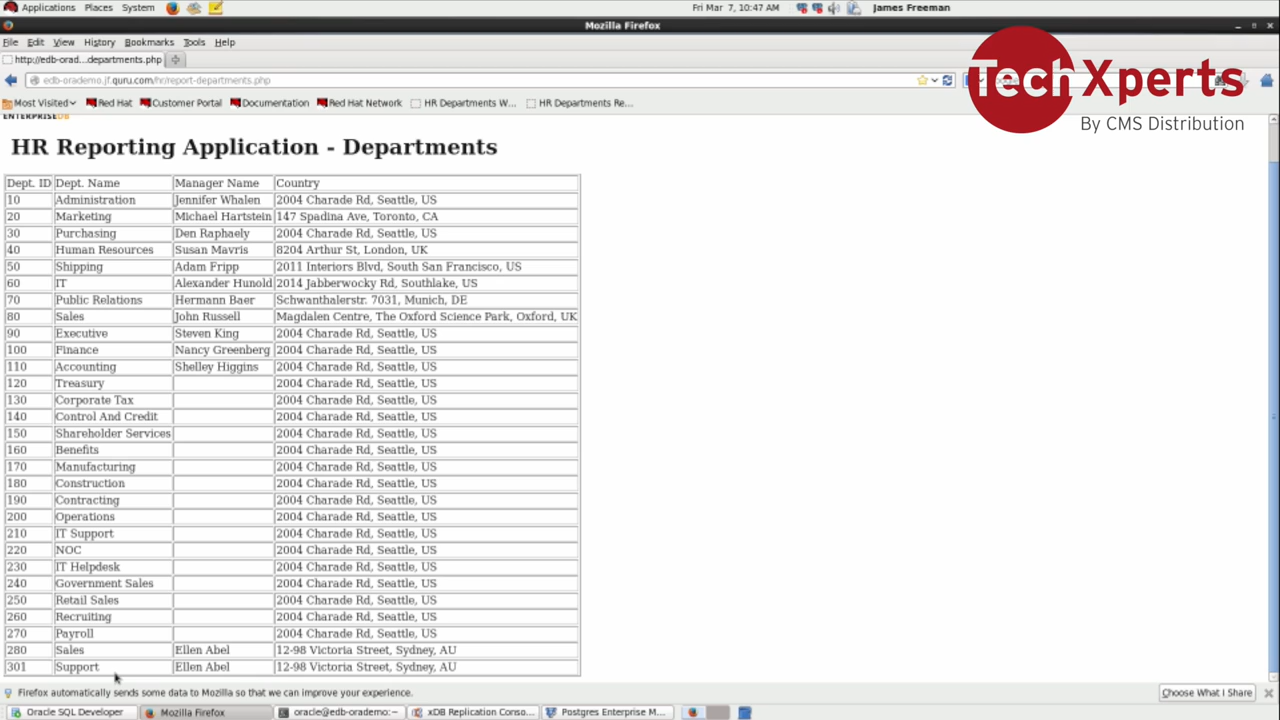 Applications Places System Fri Mar 7, 10:47 AM James Freeman
Mozilla Firefox
File Edit View History Bookmarks Tools Help
http://edb-orad...departments.php
edb-orademo.jf.quru.com/hr/report-departments.php
Most Visited Red Hat Customer Portal Documentation Red Hat Network HR Departments W... HR Departments Re...
TechXperts
By CMS Distribution
ENTERPRISEDB
HR Reporting Application - Departments
Dept. ID Dept. Name Manager Name Country
10 Administration Jennifer Whalen 2004 Charade Rd, Seattle, US
20 Marketing Michael Hartstein 147 Spadina Ave, Toronto, CA
30 Purchasing Den Raphaely 2004 Charade Rd, Seattle, US
40 Human Resources Susan Mavris 8204 Arthur St, London, UK
50 Shipping Adam Fripp 2011 Interiors Blvd, South San Francisco, US
60 IT Alexander Hunold 2014 Jabberwocky Rd, Southlake, US
70 Public Relations Hermann Baer Schwanthalerstr. 7031, Munich, DE
80 Sales John Russell Magdalen Centre, The Oxford Science Park, Oxford, UK
90 Executive Steven King 2004 Charade Rd, Seattle, US
100 Finance Nancy Greenberg 2004 Charade Rd, Seattle, US
110 Accounting Shelley Higgins 2004 Charade Rd, Seattle, US
120 Treasury 2004 Charade Rd, Seattle, US
130 Corporate Tax 2004 Charade Rd, Seattle, US
140 Control And Credit 2004 Charade Rd, Seattle, US
150 Shareholder Services 2004 Charade Rd, Seattle, US
160 Benefits 2004 Charade Rd, Seattle, US
170 Manufacturing 2004 Charade Rd, Seattle, US
180 Construction 2004 Charade Rd, Seattle, US
190 Contracting 2004 Charade Rd, Seattle, US
200 Operations 2004 Charade Rd, Seattle, US
210 IT Support 2004 Charade Rd, Seattle, US
220 NOC 2004 Charade Rd, Seattle, US
230 IT Helpdesk 2004 Charade Rd, Seattle, US
240 Government Sales 2004 Charade Rd, Seattle, US
250 Retail Sales 2004 Charade Rd, Seattle, US
260 Recruiting 2004 Charade Rd, Seattle, US
270 Payroll 2004 Charade Rd, Seattle, US
280 Sales Ellen Abel 12-98 Victoria Street, Sydney, AU
301 Support Ellen Abel 12-98 Victoria Street, Sydney, AU
Firefox automatically sends some data to Mozilla so that we can improve your experience. Choose What I Share
Oracle SQL Developer Mozilla Firefox oracle@edb-orademo:~ xDB Replication Conso... Postgres Enterprise M...